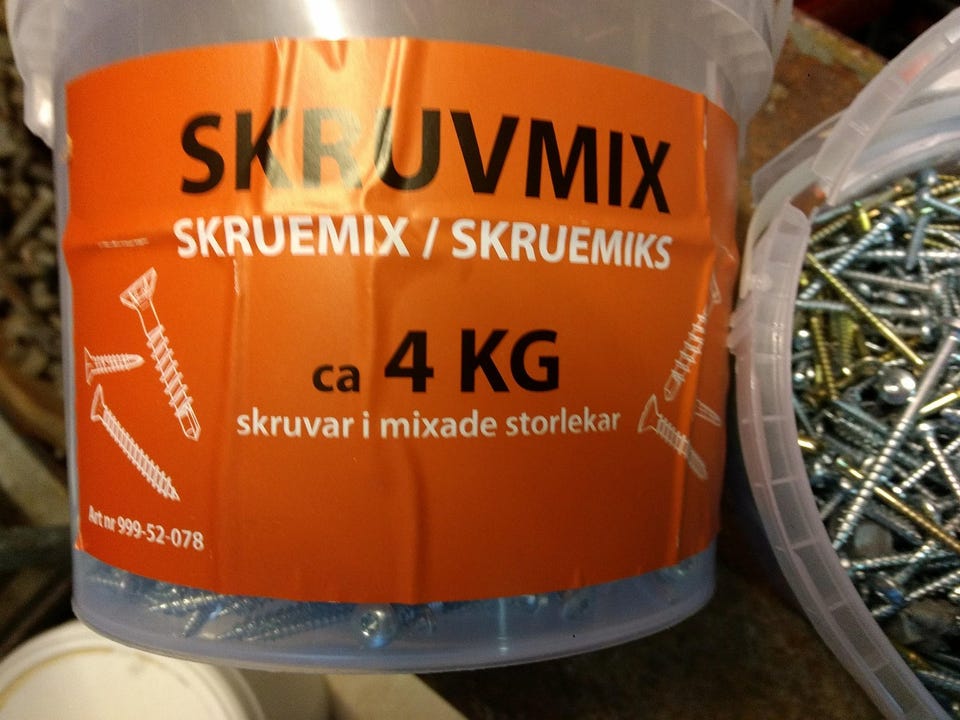 SKRUVMIX
SKRUEMIX / SKRUEMIKS
ca 4 KG
skruvar i mixade storlekar
Art nr 999-52-078